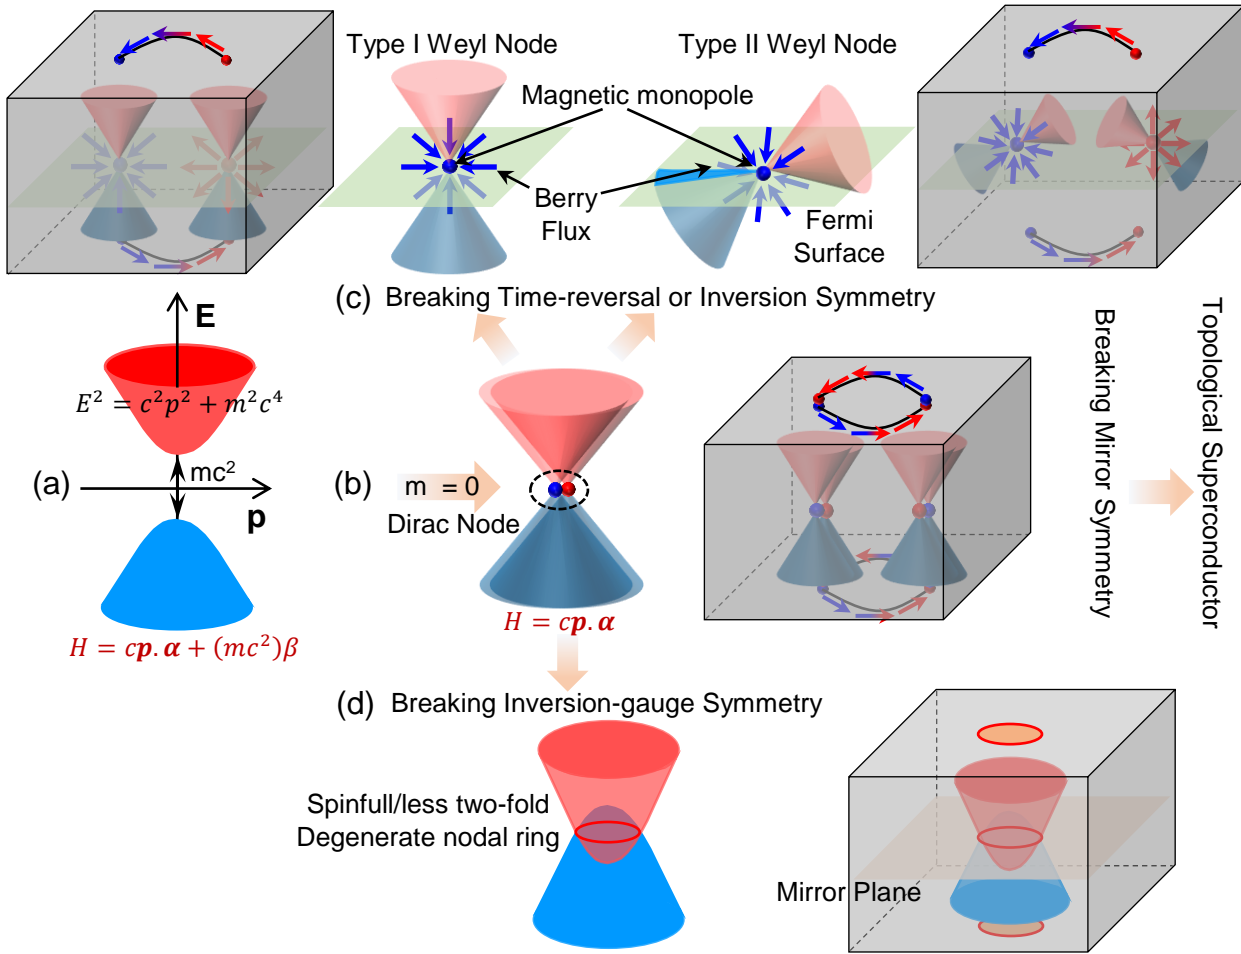 Type I Weyl Node
Type II Weyl Node
Magnetic monopole
Berry
Flux
Fermi
Surface
(c) Breaking Time-reversal or Inversion Symmetry
E
E² = c²p² + m²c⁴
mc²
(a)
p
H = cp.α + (mc²)β
(b) m = 0
Dirac Node
H = cp.α
Breaking Mirror Symmetry
Topological Superconductor
(d) Breaking Inversion-gauge Symmetry
Spinfull/less two-fold
Degenerate nodal ring
Mirror Plane